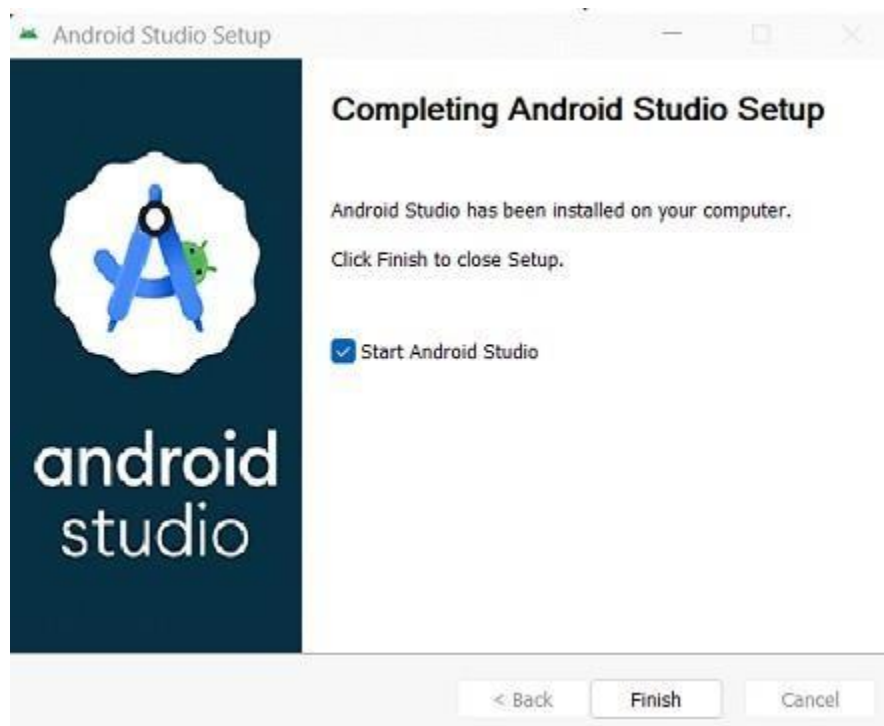 Android Studio Setup
Completing Android Studio Setup
Android Studio has been installed on your computer.
Click Finish to close Setup.
Start Android Studio
android
studio
< Back
Finish
Cancel